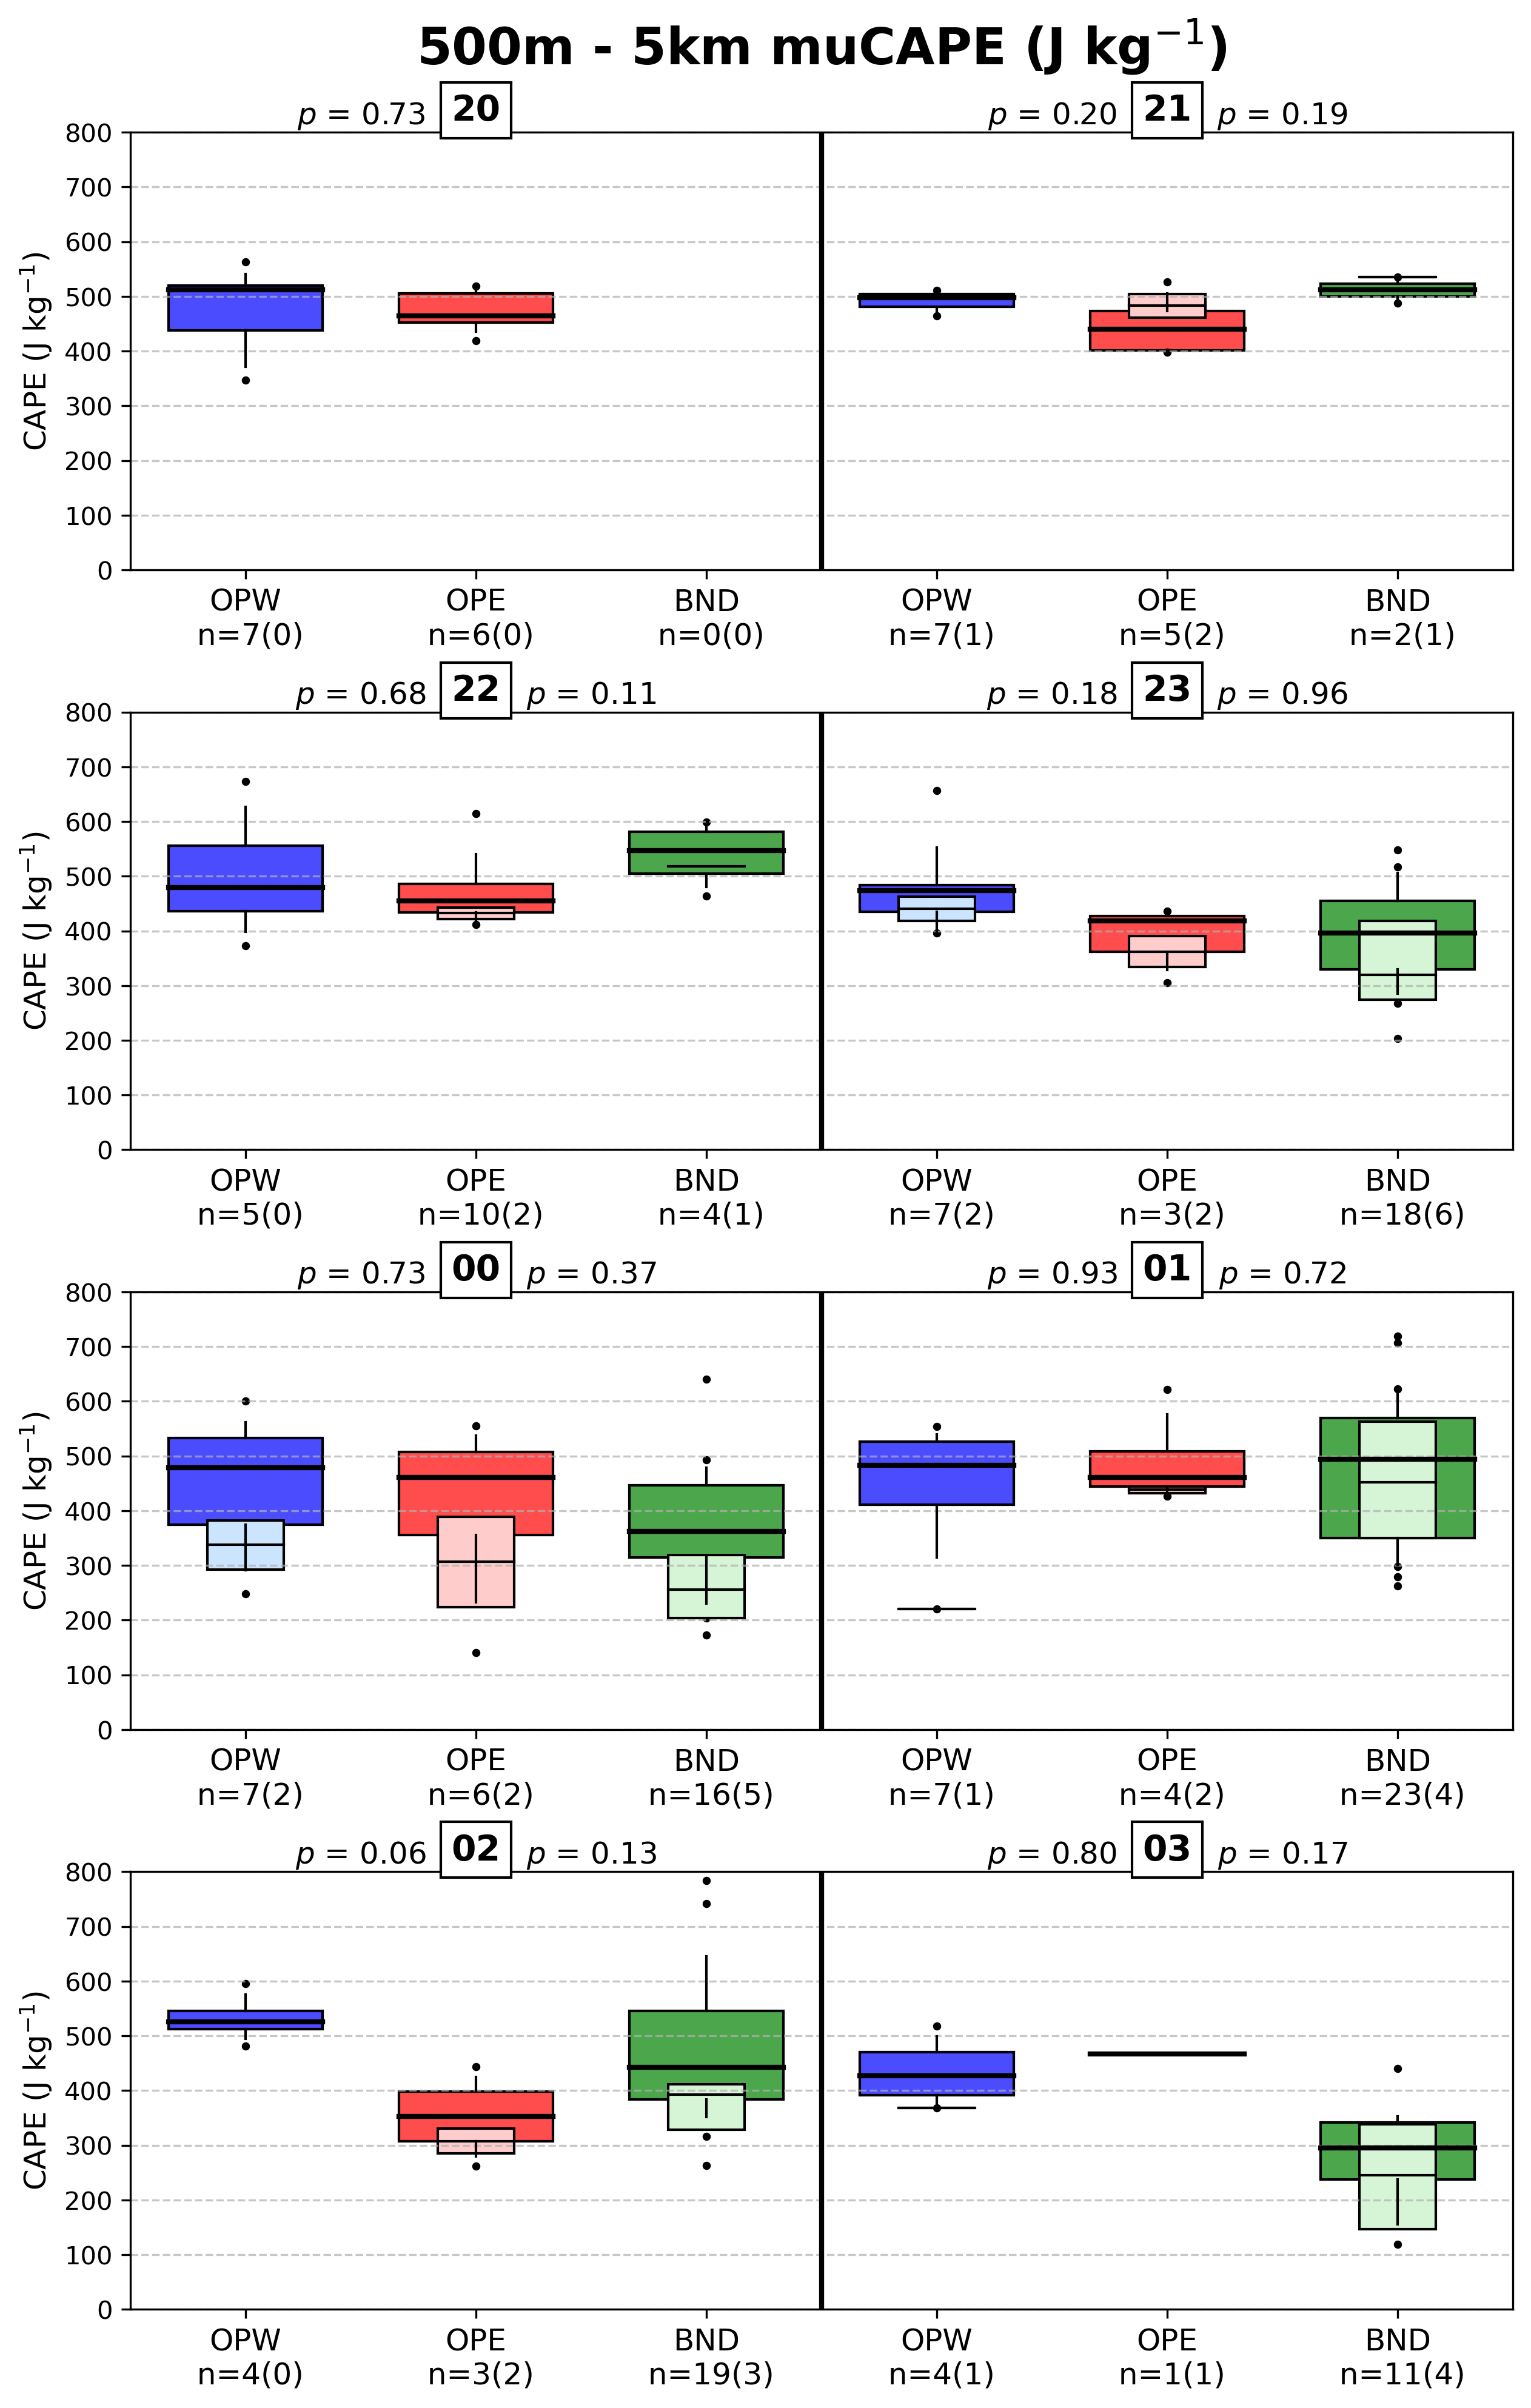 500m - 5km muCAPE (J kg⁻¹)
p = 0.73 20
p = 0.20 21 p = 0.19
CAPE (J kg⁻¹)
800
700
600
500
400
300
200
100
0
OPW OPE BND OPW OPE BND
n=7(0) n=6(0) n=0(0) n=7(1) n=5(2) n=2(1)
p = 0.68 22 p = 0.11
p = 0.18 23 p = 0.96
CAPE (J kg⁻¹)
800
700
600
500
400
300
200
100
0
OPW OPE BND OPW OPE BND
n=5(0) n=10(2) n=4(1) n=7(2) n=3(2) n=18(6)
p = 0.73 00 p = 0.37
p = 0.93 01 p = 0.72
CAPE (J kg⁻¹)
800
700
600
500
400
300
200
100
0
OPW OPE BND OPW OPE BND
n=7(2) n=6(2) n=16(5) n=7(1) n=4(2) n=23(4)
p = 0.06 02 p = 0.13
p = 0.80 03 p = 0.17
CAPE (J kg⁻¹)
800
700
600
500
400
300
200
100
0
OPW OPE BND OPW OPE BND
n=4(0) n=3(2) n=19(3) n=4(1) n=1(1) n=11(4)